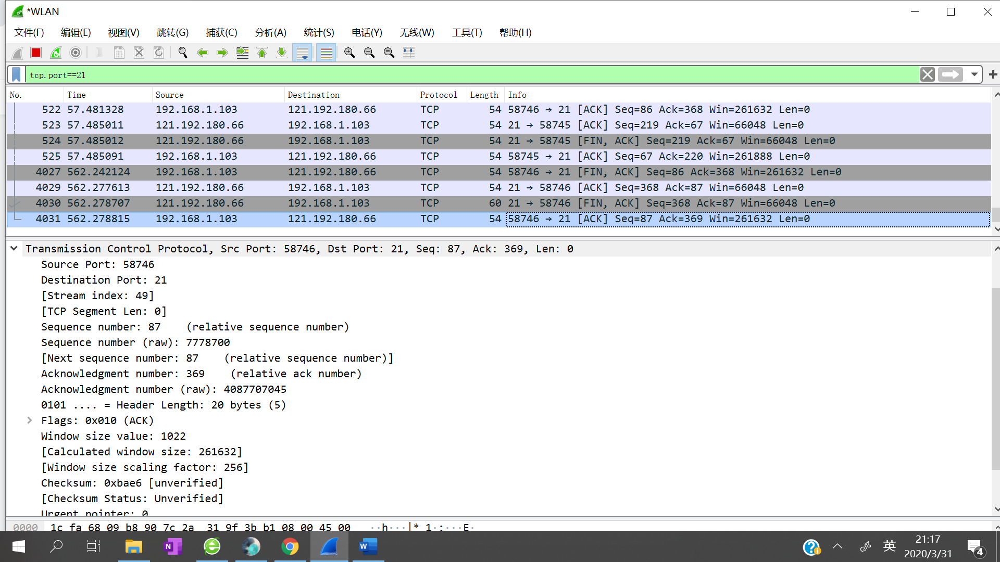 *WLAN
文件(F) 编辑(E) 视图(V) 跳转(G) 捕获(C) 分析(A) 统计(S) 电话(Y) 无线(W) 工具(T) 帮助(H)
tcp.port==21
No. Time Source Destination Protocol Length Info
522 57.481328 192.168.1.103 121.192.180.66 TCP 54 58746 → 21 [ACK] Seq=86 Ack=368 Win=261632 Len=0
523 57.485011 121.192.180.66 192.168.1.103 TCP 54 21 → 58745 [ACK] Seq=219 Ack=67 Win=66048 Len=0
524 57.485012 121.192.180.66 192.168.1.103 TCP 54 21 → 58745 [FIN, ACK] Seq=219 Ack=67 Win=66048 Len=0
525 57.485091 192.168.1.103 121.192.180.66 TCP 54 58745 → 21 [ACK] Seq=67 Ack=220 Win=261888 Len=0
4027 562.242124 192.168.1.103 121.192.180.66 TCP 54 58746 → 21 [FIN, ACK] Seq=86 Ack=368 Win=261632 Len=0
4029 562.277613 121.192.180.66 192.168.1.103 TCP 54 21 → 58746 [ACK] Seq=368 Ack=87 Win=66048 Len=0
4030 562.278707 121.192.180.66 192.168.1.103 TCP 60 21 → 58746 [FIN, ACK] Seq=368 Ack=87 Win=66048 Len=0
4031 562.278815 192.168.1.103 121.192.180.66 TCP 54 58746 → 21 [ACK] Seq=87 Ack=369 Win=261632 Len=0
Transmission Control Protocol, Src Port: 58746, Dst Port: 21, Seq: 87, Ack: 369, Len: 0
Source Port: 58746
Destination Port: 21
[Stream index: 49]
[TCP Segment Len: 0]
Sequence number: 87 (relative sequence number)
Sequence number (raw): 7778700
[Next sequence number: 87 (relative sequence number)]
Acknowledgment number: 369 (relative ack number)
Acknowledgment number (raw): 4087707045
0101 .... = Header Length: 20 bytes (5)
Flags: 0x010 (ACK)
Window size value: 1022
[Calculated window size: 261632]
[Window size scaling factor: 256]
Checksum: 0xbae6 [unverified]
[Checksum Status: Unverified]
Urgent pointer: 0
0000 1c fa 68 09 b8 90 7c 2a 31 9f 3b b1 08 00 45 00 ··h···|* 1·;···E·
英
21:17
2020/3/31
4